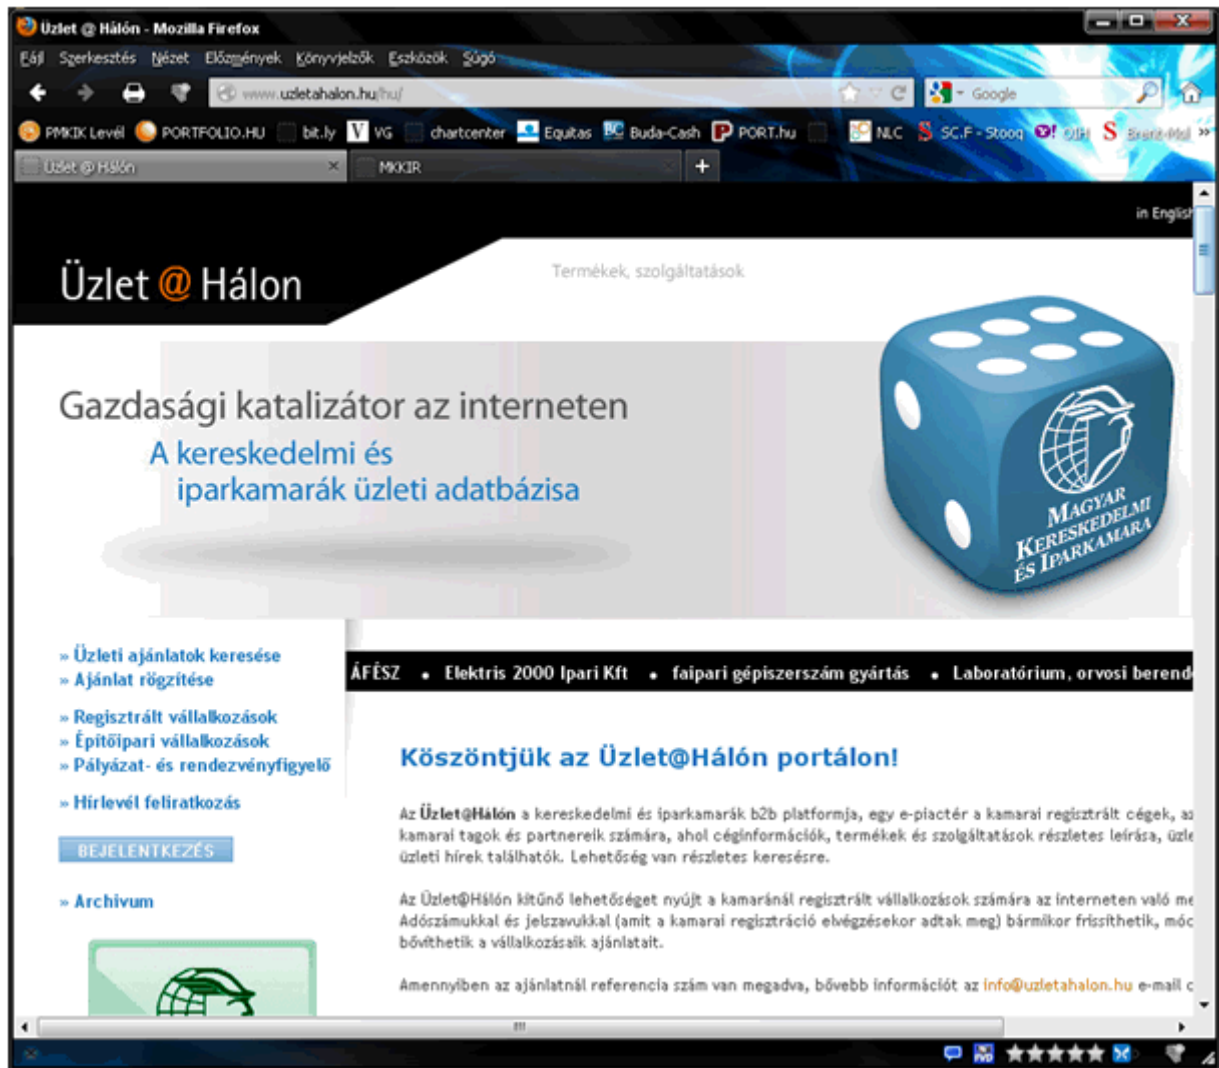 Üzlet @ Hálón - Mozilla Firefox
Fájl Szerkesztés Nézet Előzmények Könyvjelzők Eszközök Súgó
www.uzletahalon.hu/hu/ Google
PMKIK Levél PORTFOLIO.HU bit.ly VG chartcenter Equitas Buda-Cash PORT.hu NLC SC.F - Stooq
Üzlet @ Hálón MKKIR
in English
Üzlet @ Hálon
Termékek, szolgáltatások
Gazdasági katalizátor az interneten
A kereskedelmi és
iparkamarák üzleti adatbázisa
MAGYAR
KERESKEDELMI
ÉS IPARKAMARA
» Üzleti ajánlatok keresése
» Ajánlat rögzítése
» Regisztrált vállalkozások
» Építőipari vállalkozások
» Pályázat- és rendezvényfigyelő
» Hírlevél feliratkozás
BEJELENTKEZÉS
» Archivum
ÁFÉSZ • Elektris 2000 Ipari Kft • faipari gépiszerszám gyártás • Laboratórium, orvosi berend
Köszöntjük az Üzlet@Hálón portálon!
Az Üzlet@Hálón a kereskedelmi és iparkamarák b2b platformja, egy e-piactér a kamarai regisztrált cégek, az
kamarai tagok és partnereik számára, ahol céginformációk, termékek és szolgáltatások részletes leírása, üzle
üzleti hírek találhatók. Lehetőség van részletes keresésre.
Az Üzlet@Hálón kitűnő lehetőséget nyújt a kamaránál regisztrált vállalkozások számára az interneten való me
Adószámukkal és jelszavukkal (amit a kamarai regisztráció elvégzésekor adtak meg) bármikor frissíthetik, mód
bővíthetik a vállalkozásaik ajánlatait.
Amennyiben az ajánlatnál referencia szám van megadva, bővebb információt az info@uzletahalon.hu e-mail c